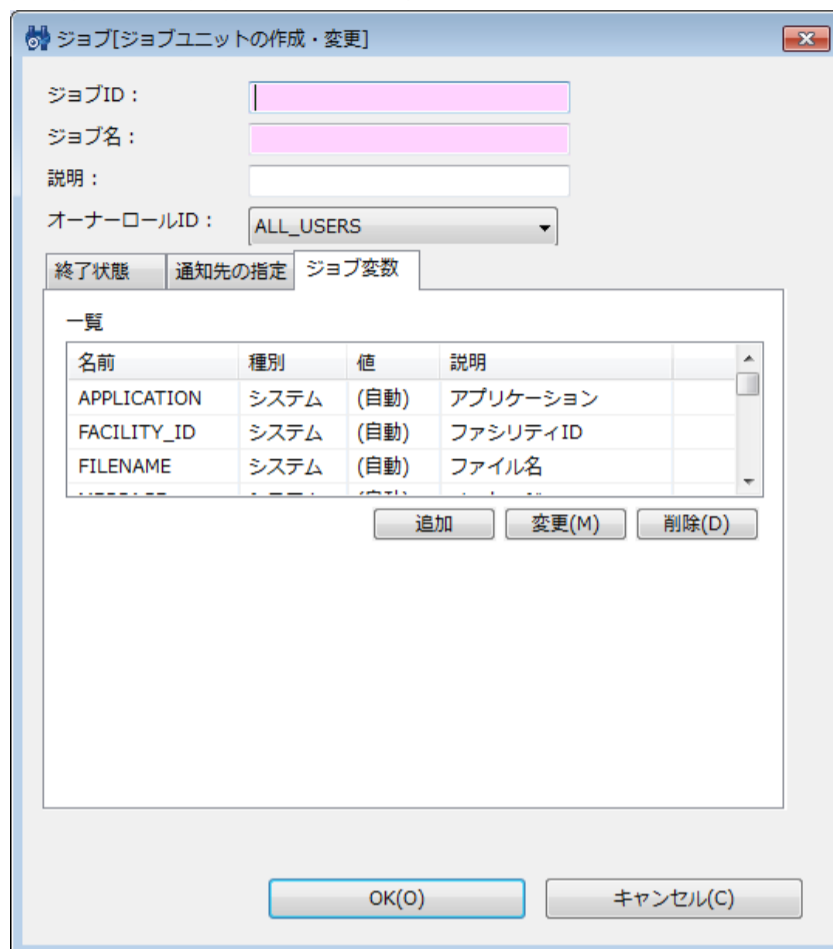 ジョブ[ジョブユニットの作成・変更]
ジョブID：
ジョブ名：
説明：
オーナーロールID： ALL_USERS
終了状態 通知先の指定 ジョブ変数
一覧
名前 種別 値 説明
APPLICATION システム (自動) アプリケーション
FACILITY_ID システム (自動) ファシリティID
FILENAME システム (自動) ファイル名
追加 変更(M) 削除(D)
OK(O) キャンセル(C)